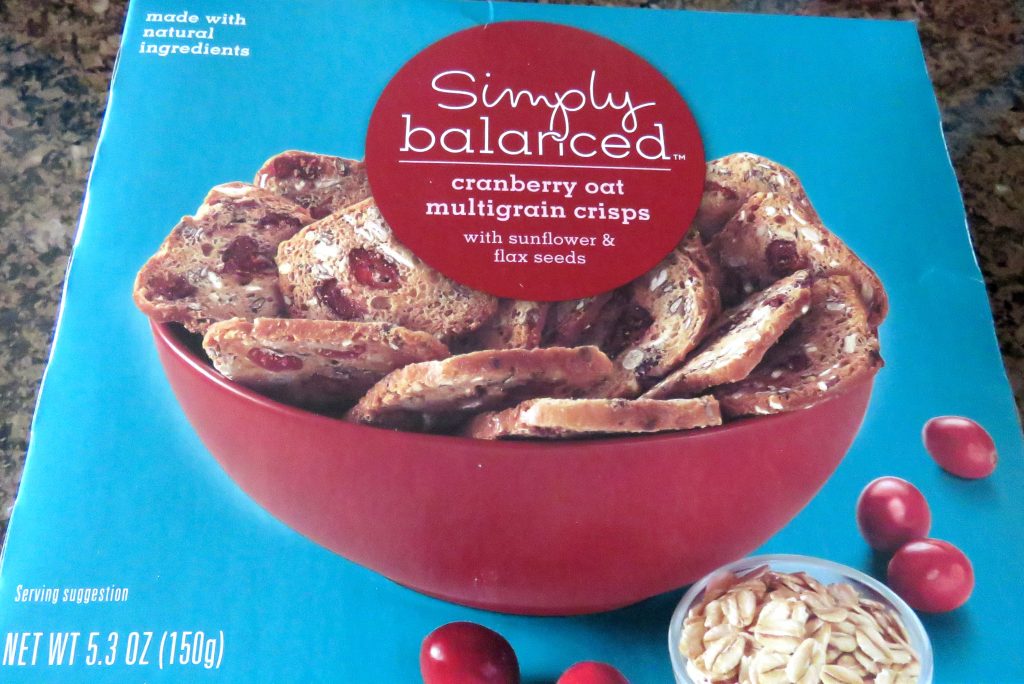 made with
natural
ingredients
Simply
balanced™
cranberry oat
multigrain crisps
with sunflower &
flax seeds
Serving suggestion
NET WT 5.3 OZ (150g)